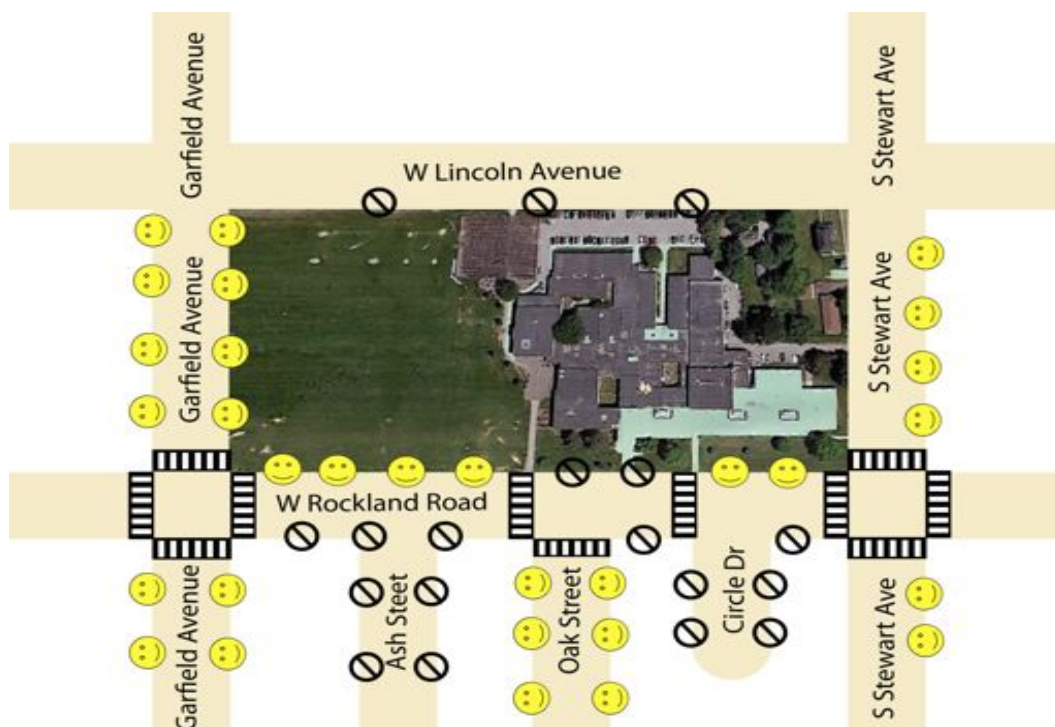 Garfield Avenue
S Stewart Ave
W Lincoln Avenue
Garfield Avenue
S Stewart Ave
W Rockland Road
Garfield Avenue
Ash Steet
Oak Street
Circle Dr
S Stewart Ave